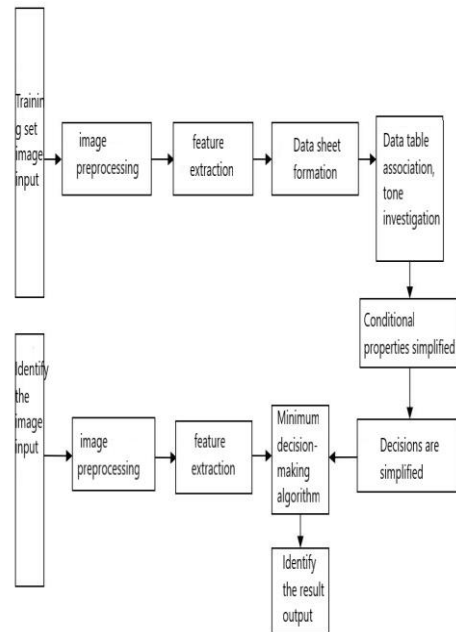 Trainin
g set
image
input
image
preprocessing
feature
extraction
Data sheet
formation
Data table
association,
tone
investigation
Conditional
properties simplified
Decisions are
simplified
Identify
the
image
input
image
preprocessing
feature
extraction
Minimum
decision-
making
algorithm
Identify
the result
output